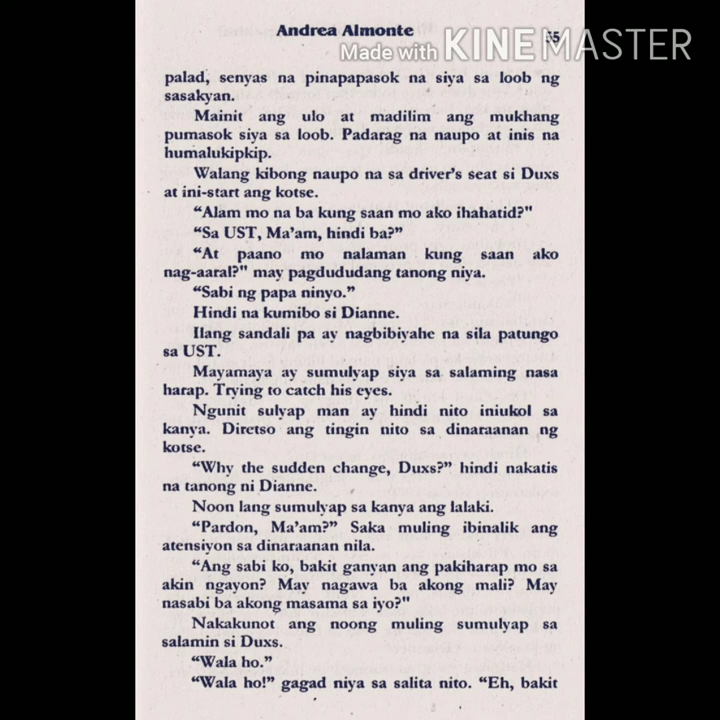 Andrea Almonte
55
Made with KINEMASTER
palad, senyas na pinapapasok na siya sa loob ng
sasakyan.
Mainit ang ulo at madilim ang mukhang
pumasok siya sa loob. Padarag na naupo at inis na
humalukipkip.
Walang kibong naupo na sa driver's seat si Duxs
at ini-start ang kotse.
“Alam mo na ba kung saan mo ako ihahatid?"
“Sa UST, Ma’am, hindi ba?”
“At paano mo nalaman kung saan ako
nag-aaral?" may pagdududang tanong niya.
“Sabi ng papa ninyo.”
Hindi na kumibo si Dianne.
Ilang sandali pa ay nagbibiyahe na sila patungo
sa UST.
Mayamaya ay sumulyap siya sa salaming nasa
harap. Trying to catch his eyes.
Ngunit sulyap man ay hindi nito iniukol sa
kanya. Diretso ang tingin nito sa dinaraanan ng
kotse.
“Why the sudden change, Duxs?” hindi nakatis
na tanong ni Dianne.
Noon lang sumulyap sa kanya ang lalaki.
“Pardon, Ma’am?” Saka muling ibinalik ang
atensiyon sa dinaraanan nila.
“Ang sabi ko, bakit ganyan ang pakiharap mo sa
akin ngayon? May nagawa ba akong mali? May
nasabi ba akong masama sa iyo?"
Nakakunot ang noong muling sumulyap sa
salamin si Duxs.
“Wala ho.”
“Wala ho!” gagad niya sa salita nito. “Eh, bakit